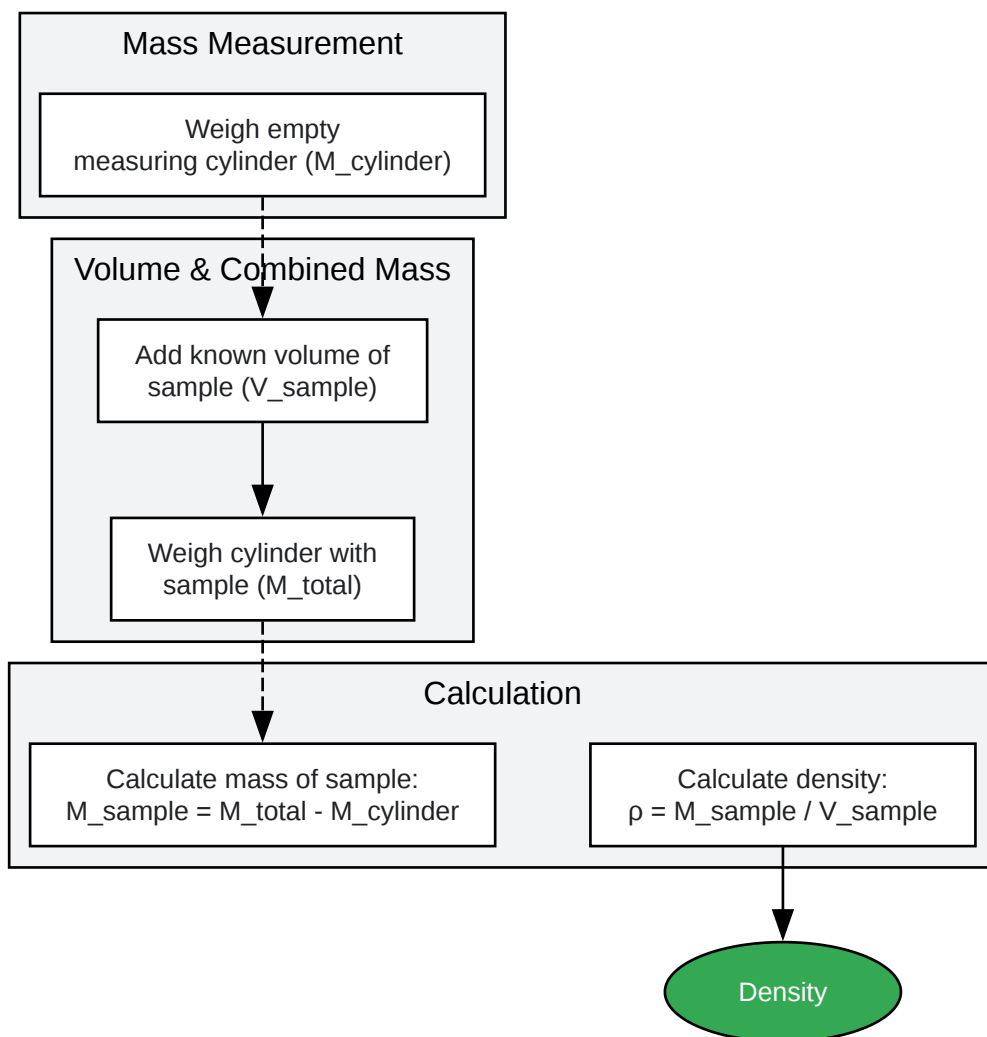 Mass Measurement
Weigh empty
measuring cylinder (M_cylinder)
Volume & Combined Mass
Add known volume of
sample (V_sample)
Weigh cylinder with
sample (M_total)
Calculation
Calculate mass of sample:
M_sample = M_total - M_cylinder
Calculate density:
ρ = M_sample / V_sample
Density